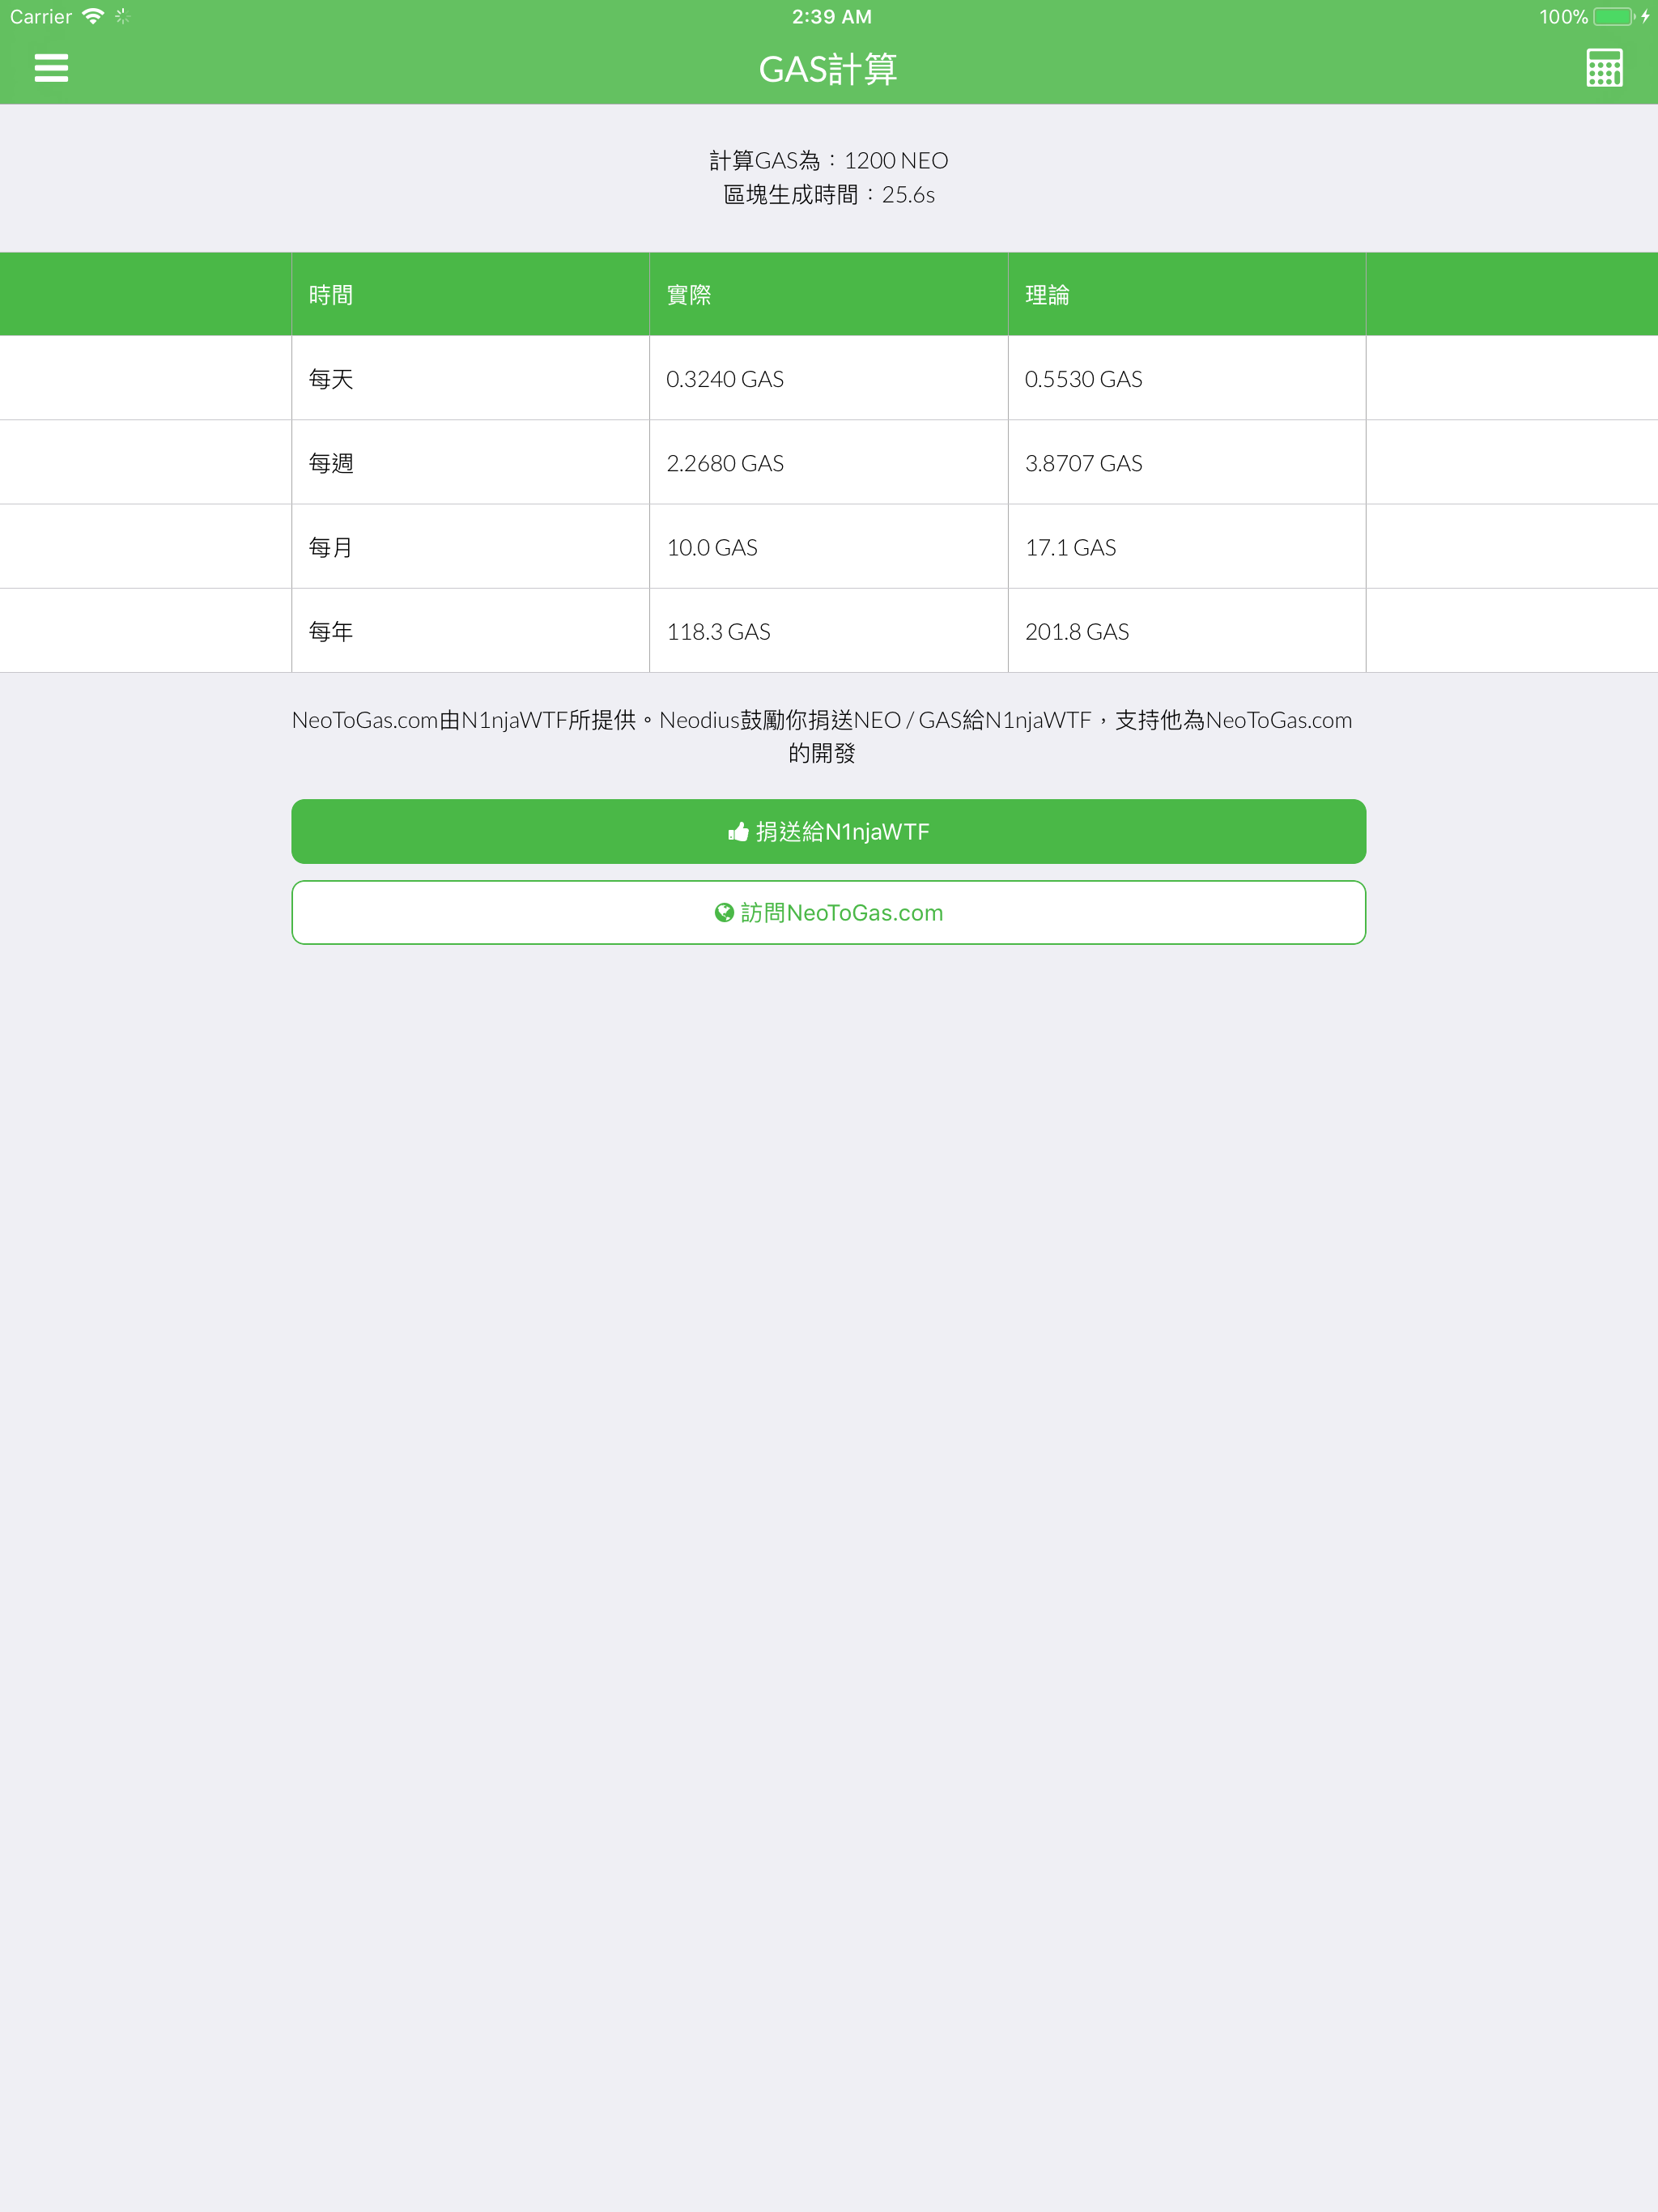 Carrier 2:39 AM 100%
GAS計算
計算GAS為：1200 NEO
區塊生成時間：25.6s
時間 實際 理論
每天 0.3240 GAS 0.5530 GAS
每週 2.2680 GAS 3.8707 GAS
每月 10.0 GAS 17.1 GAS
每年 118.3 GAS 201.8 GAS
NeoToGas.com由N1njaWTF所提供。Neodius鼓勵你捐送NEO / GAS給N1njaWTF，支持他為NeoToGas.com
的開發
捐送給N1njaWTF
訪問NeoToGas.com